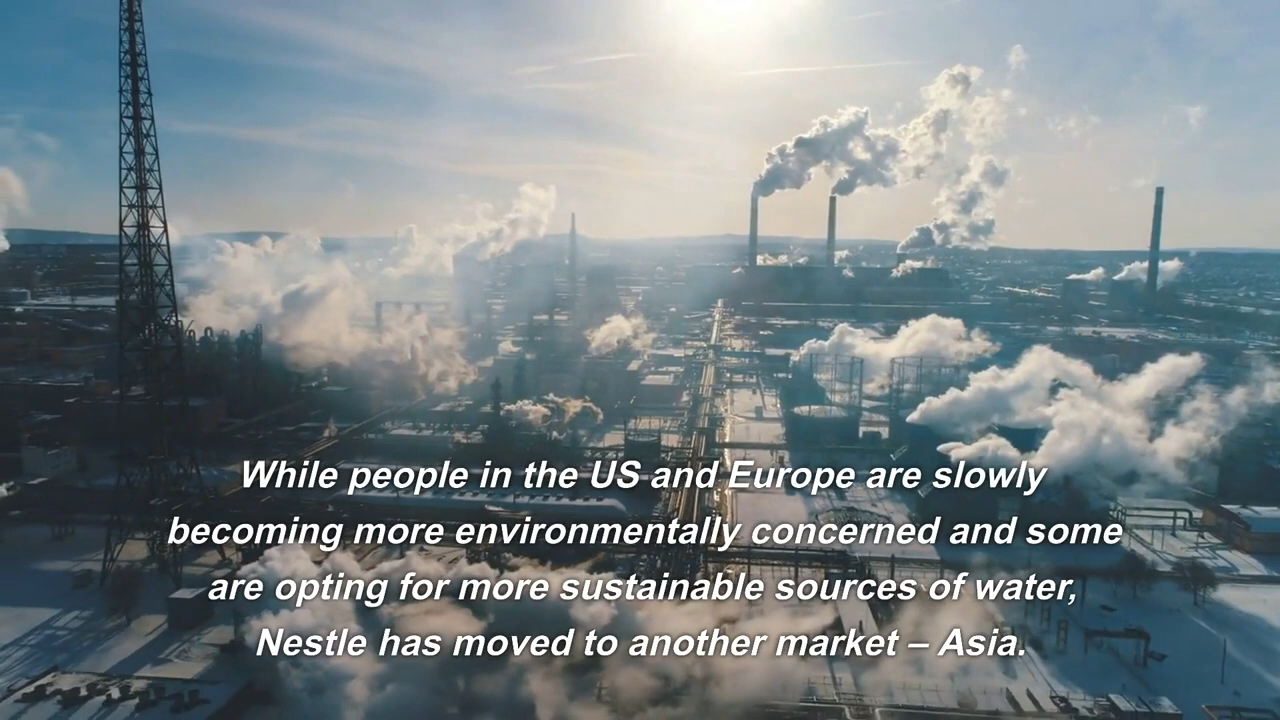 While people in the US and Europe are slowly
becoming more environmentally concerned and some
are opting for more sustainable sources of water,
Nestle has moved to another market – Asia.